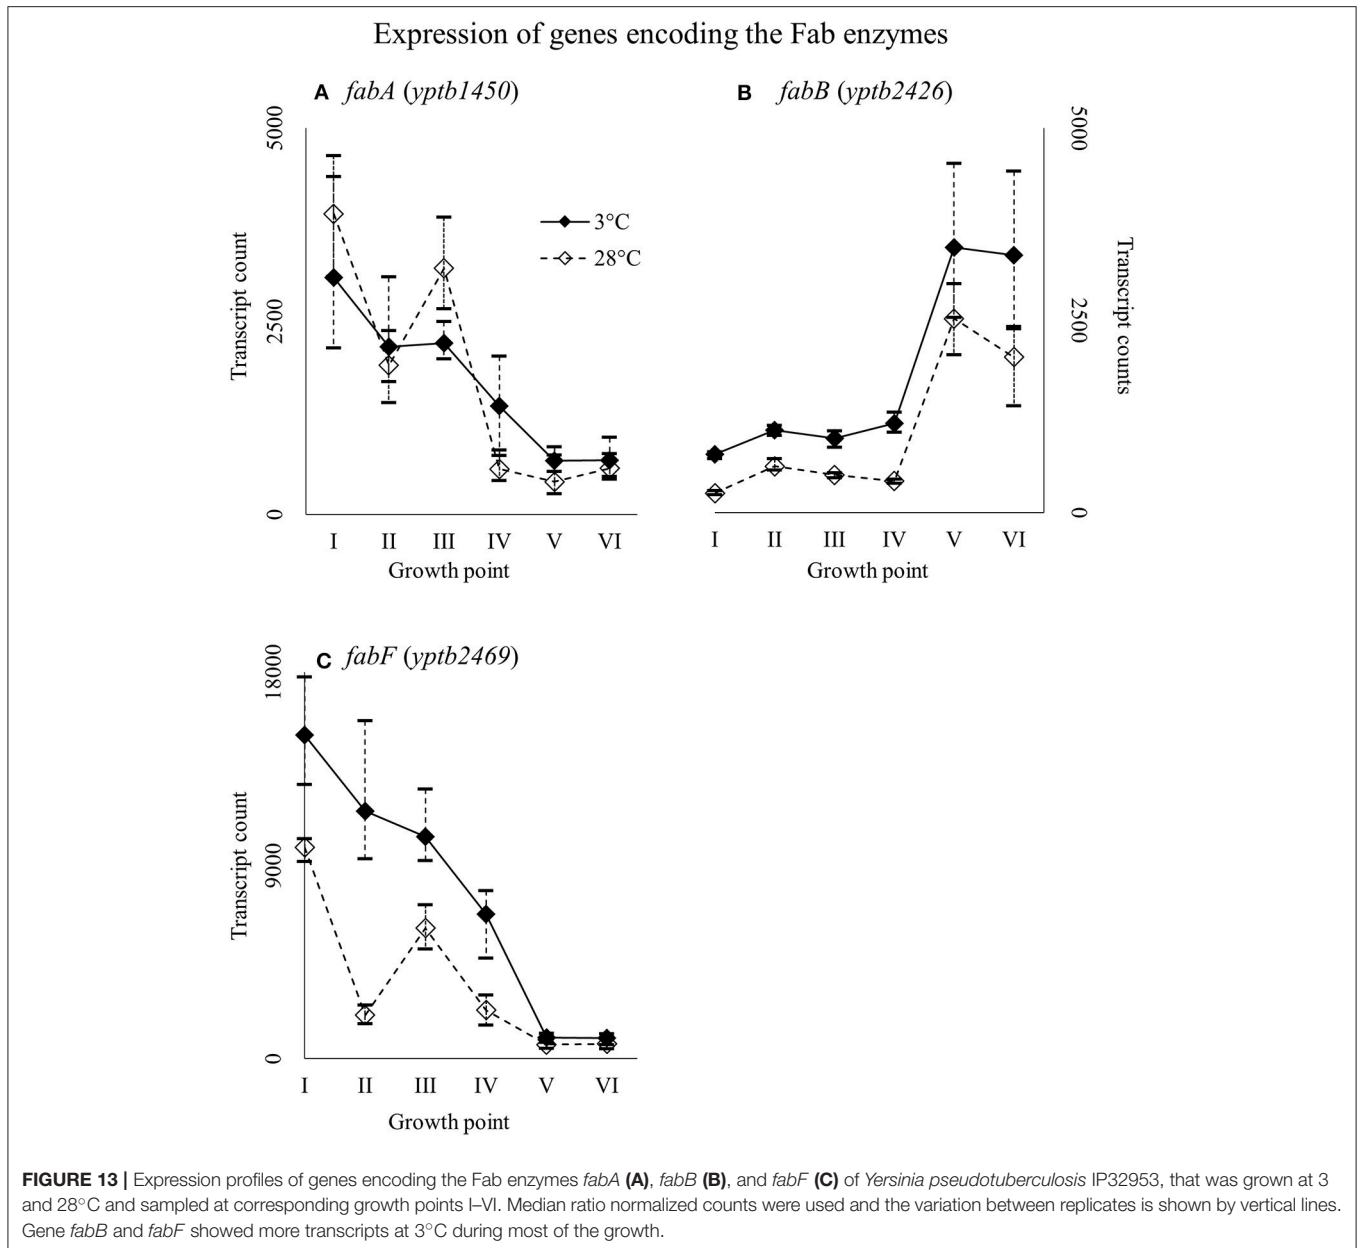 Expression of genes encoding the Fab enzymes
A fabA (yptb1450)
B fabB (yptb2426)
5000
2500
0
Transcript count
3°C
28°C
I II III IV V VI
Growth point
5000
2500
0
Transcript counts
I II III IV V VI
Growth point
C fabF (yptb2469)
18000
9000
0
Transcript count
I II III IV V VI
Growth point
FIGURE 13 | Expression profiles of genes encoding the Fab enzymes fabA (A), fabB (B), and fabF (C) of Yersinia pseudotuberculosis IP32953, that was grown at 3
and 28°C and sampled at corresponding growth points I–VI. Median ratio normalized counts were used and the variation between replicates is shown by vertical lines.
Gene fabB and fabF showed more transcripts at 3°C during most of the growth.